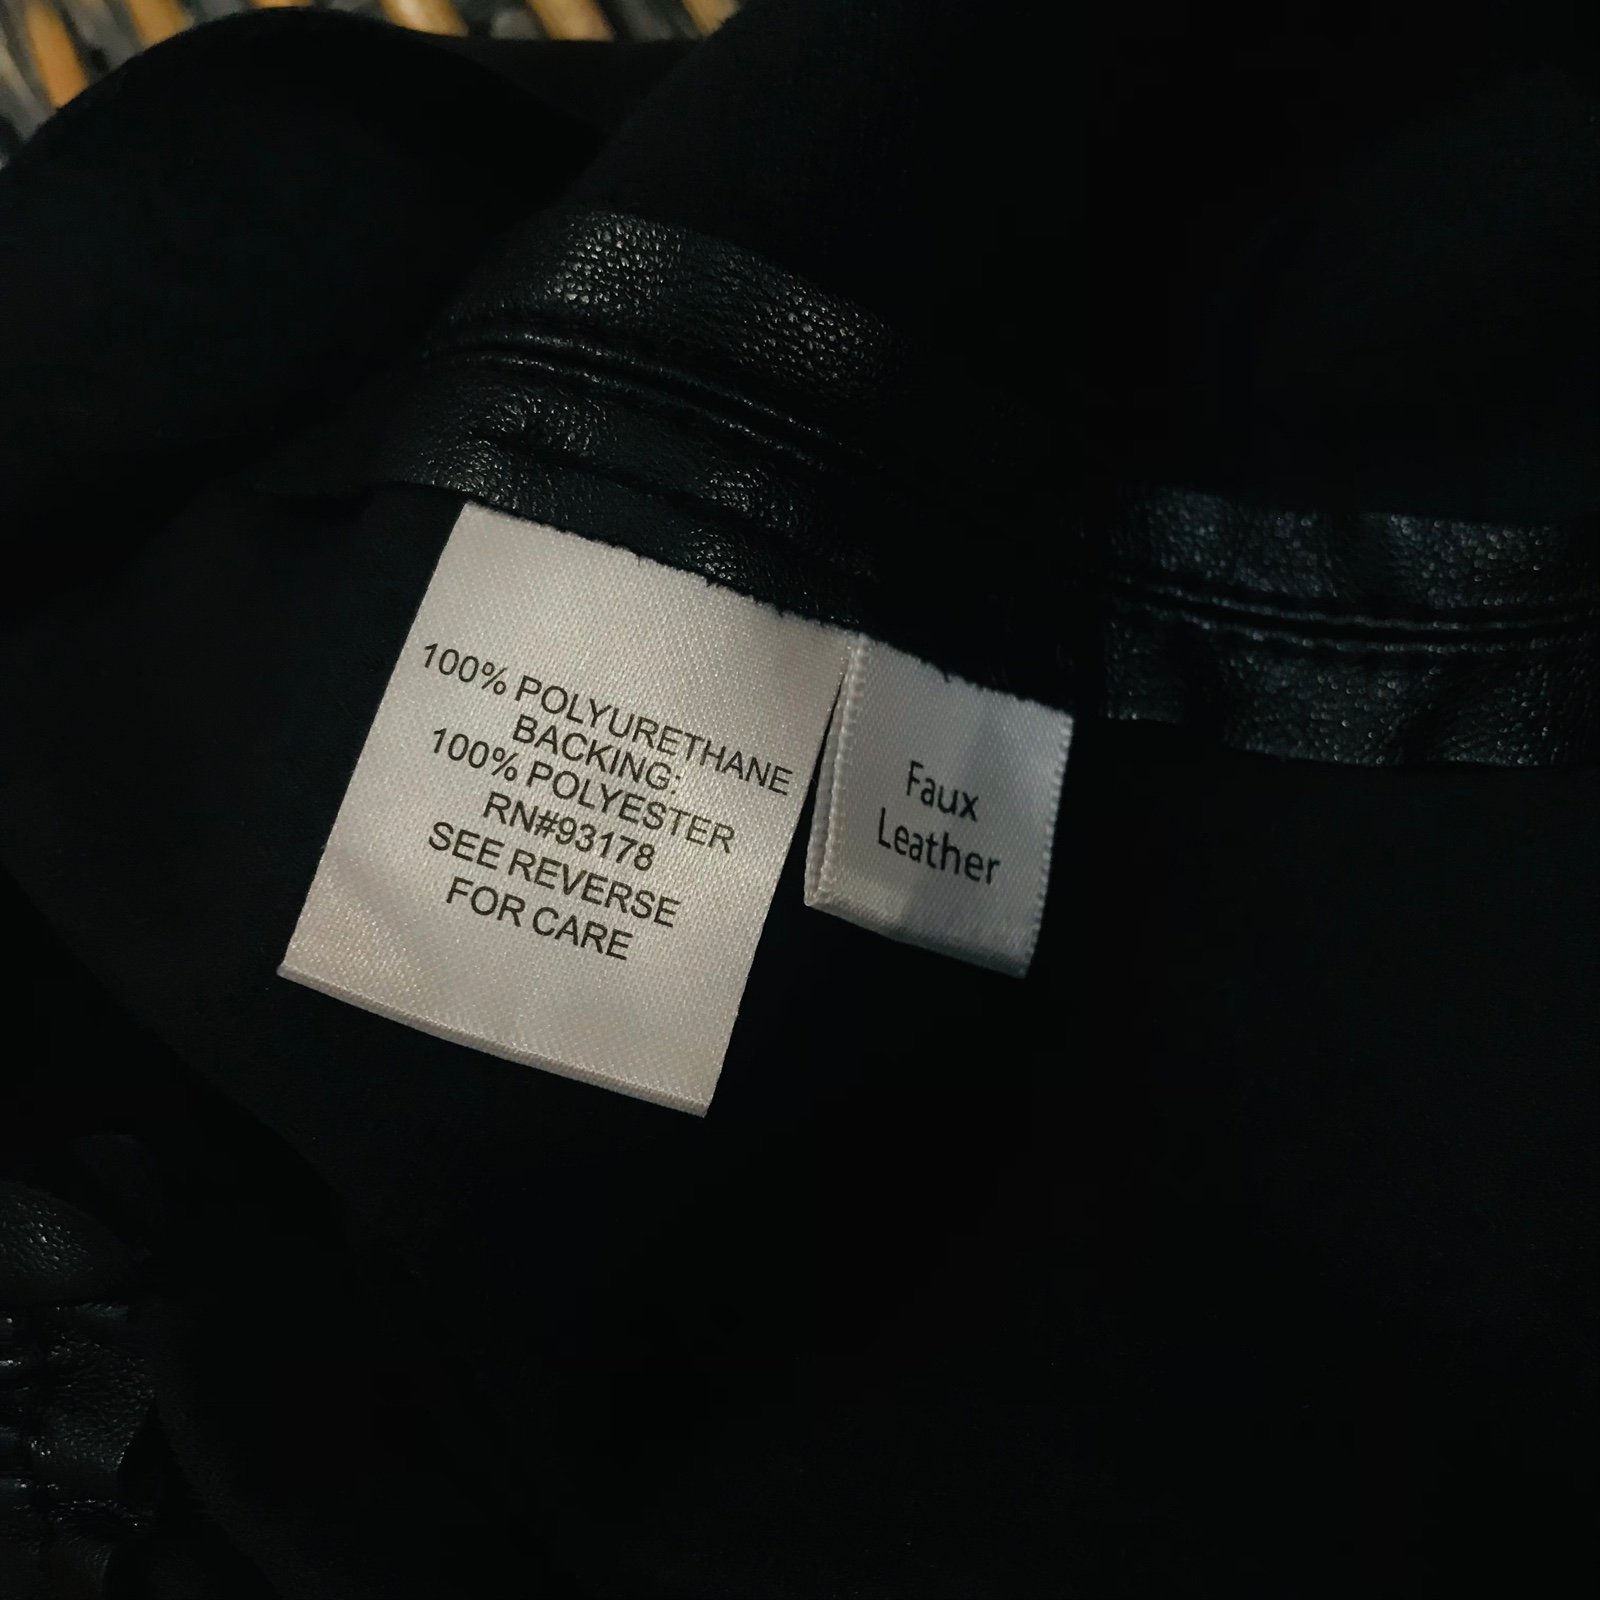 100% POLYURETHANE
BACKING:
100% POLYESTER
RN#93178
SEE REVERSE
FOR CARE
Faux
Leather